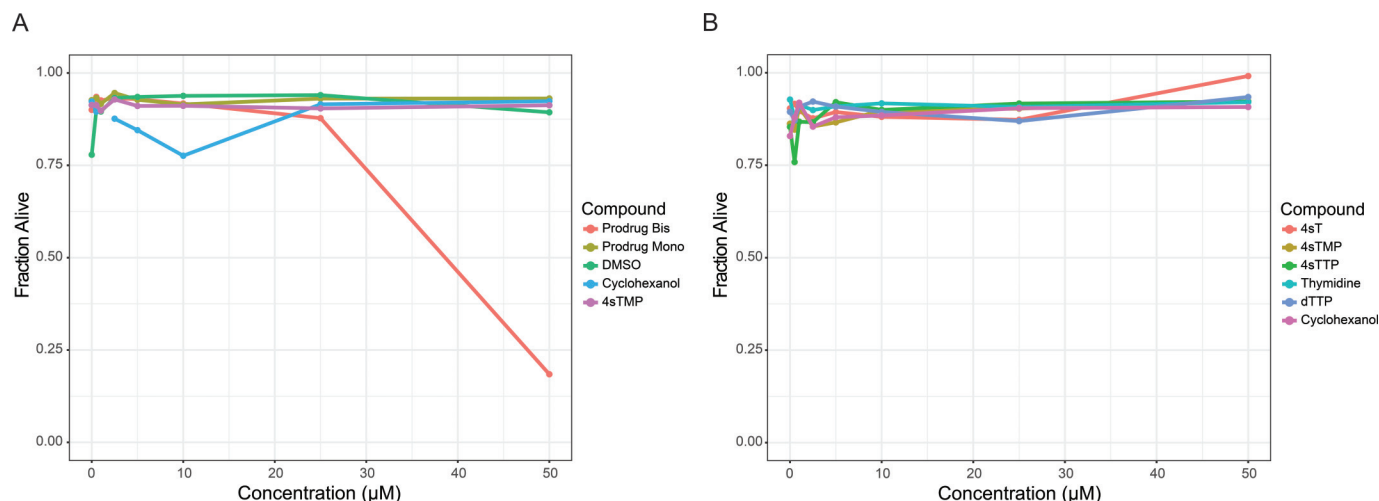 A
1.00
0.75
0.50
0.25
0.00
Fraction Alive
0
10
20
30
40
50
Concentration (µM)
Compound
Prodrug Bis
Prodrug Mono
DMSO
Cyclohexanol
4sTMP
B
1.00
0.75
0.50
0.25
0.00
Fraction Alive
0
10
20
30
40
50
Concentration (µM)
Compound
4sT
4sTMP
4sTTP
Thymidine
dTTP
Cyclohexanol